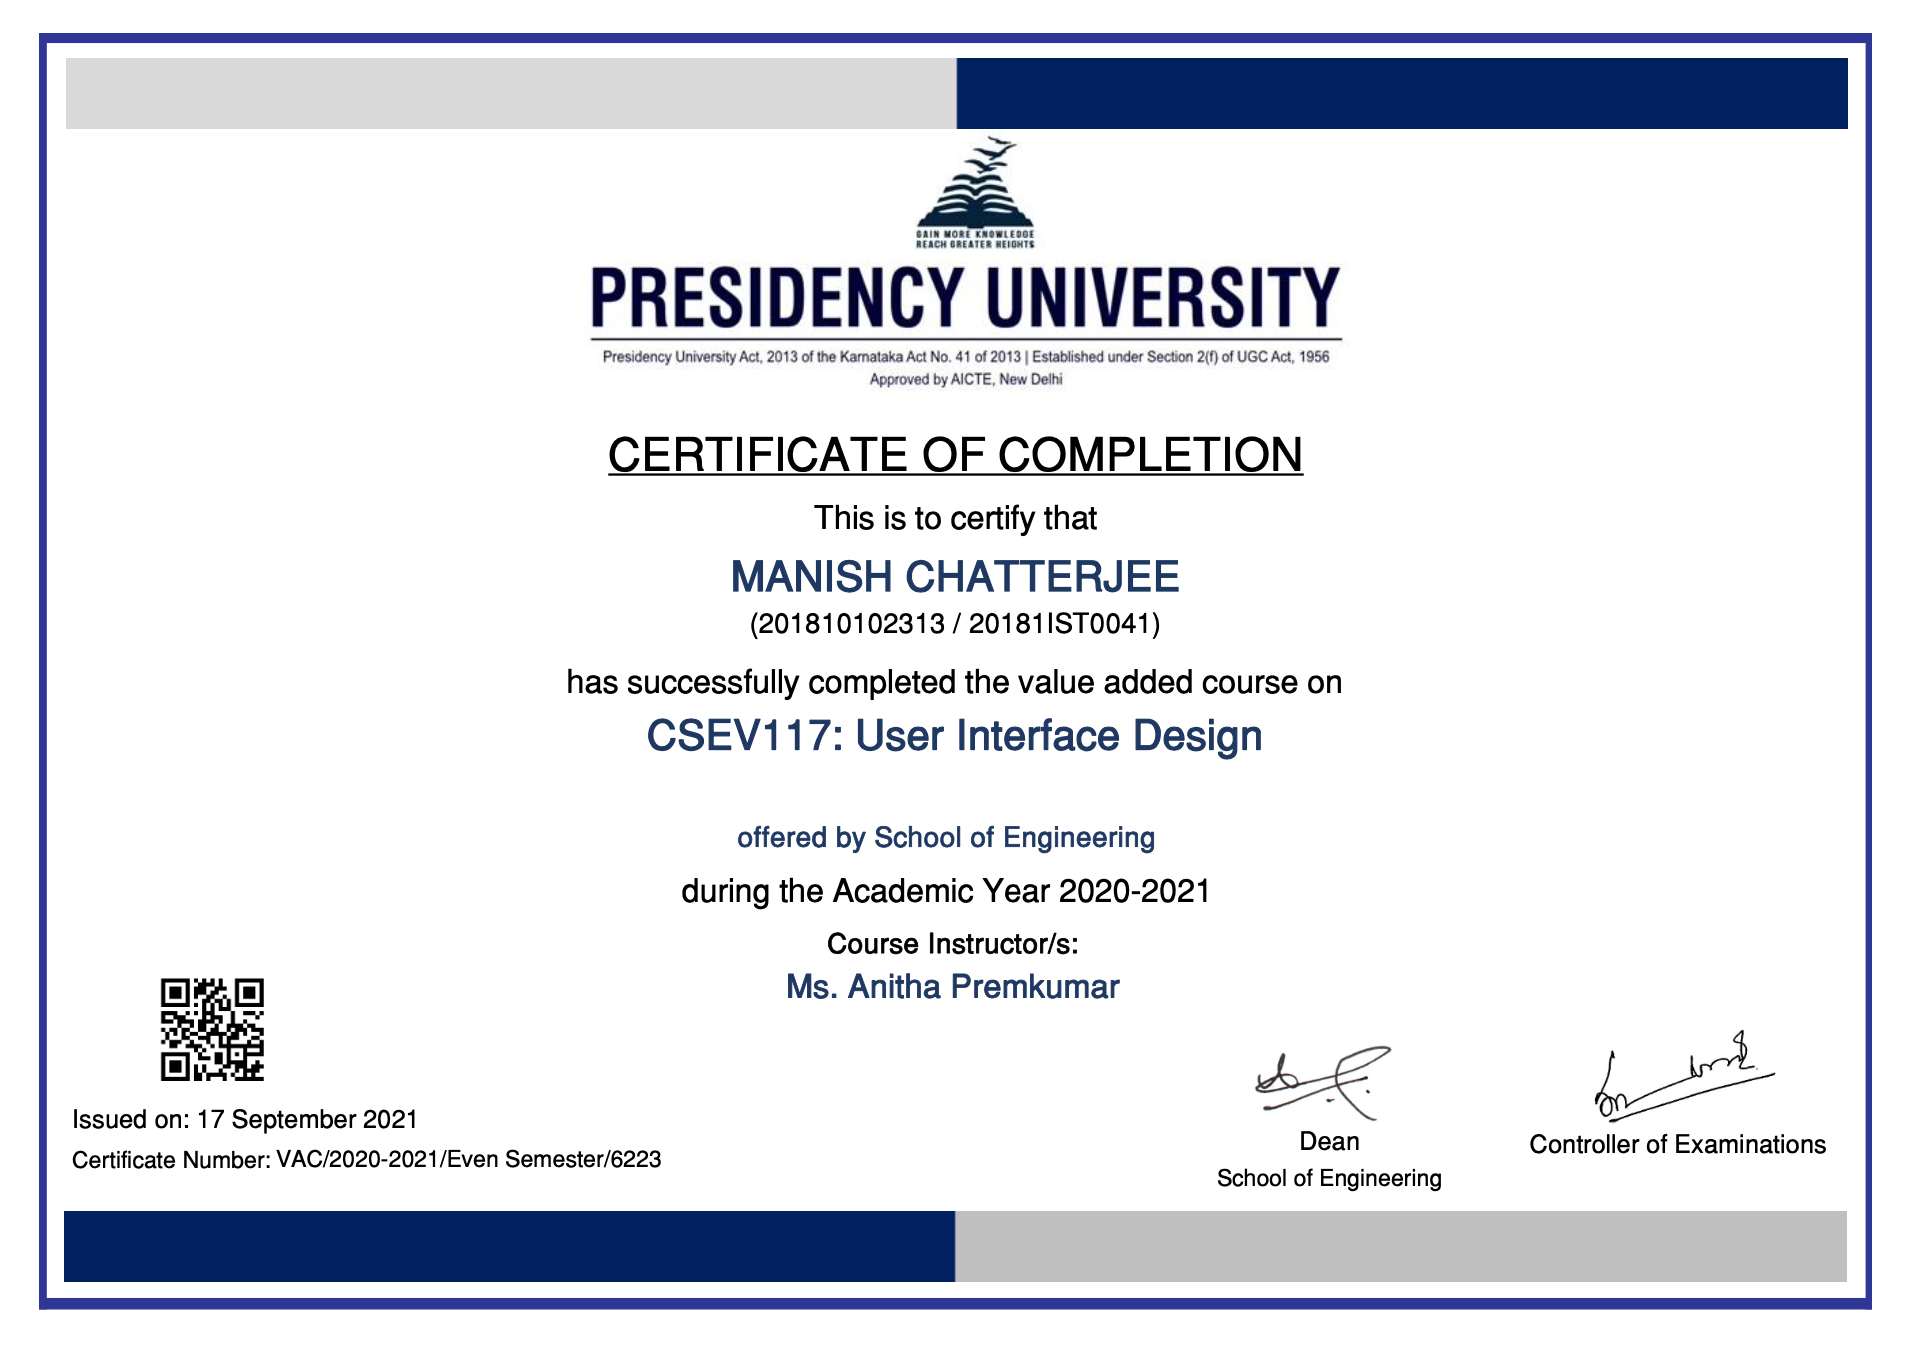 GAIN MORE KNOWLEDGE
REACH GREATER HEIGHTS
PRESIDENCY UNIVERSITY
Presidency University Act, 2013 of the Karnataka Act No. 41 of 2013 | Established under Section 2(f) of UGC Act, 1956
Approved by AICTE, New Delhi
CERTIFICATE OF COMPLETION
This is to certify that
MANISH CHATTERJEE
(201810102313 / 20181IST0041)
has successfully completed the value added course on
CSEV117: User Interface Design
offered by School of Engineering
during the Academic Year 2020-2021
Course Instructor/s:
Ms. Anitha Premkumar
Issued on: 17 September 2021
Certificate Number: VAC/2020-2021/Even Semester/6223
Dean
School of Engineering
Controller of Examinations